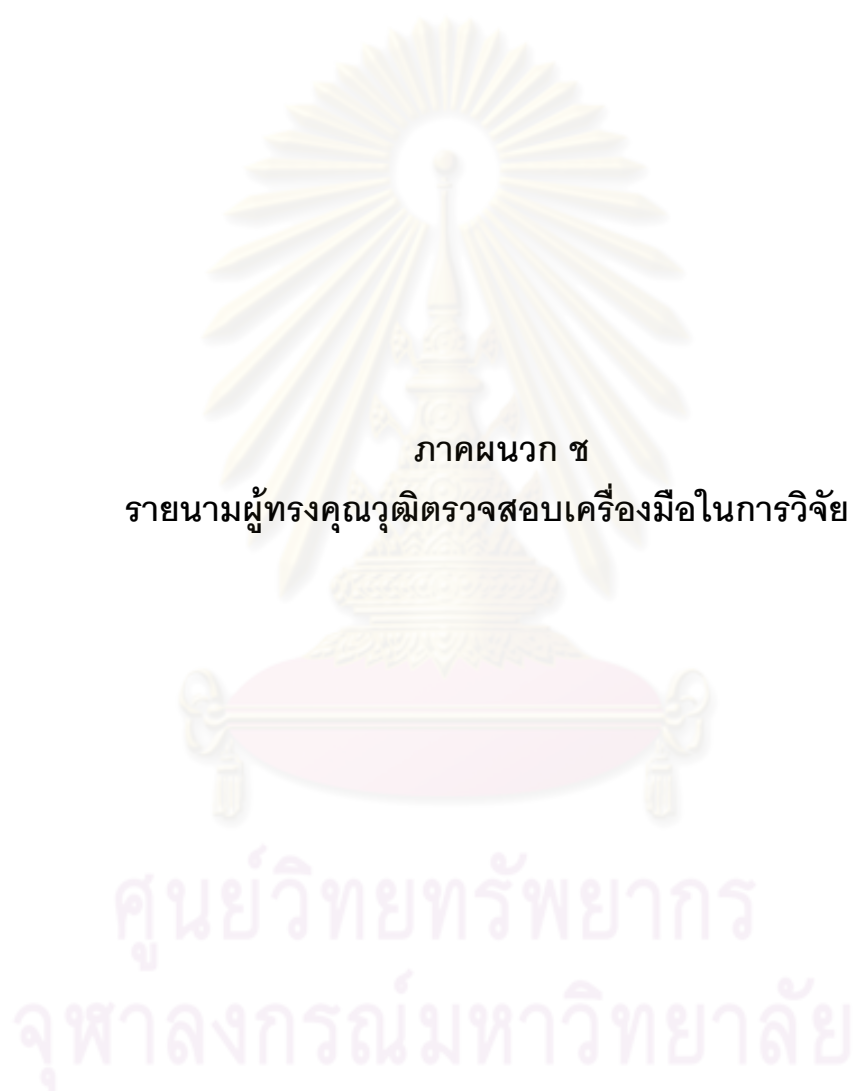 ภาคผนวก ช
รายนามผู้ทรงคุณวุฒิตรวจสอบเครื่องมือในการวิจัย
ศูนย์วิทยทรัพยากร
จุฬาลงกรณ์มหาวิทยาลัย